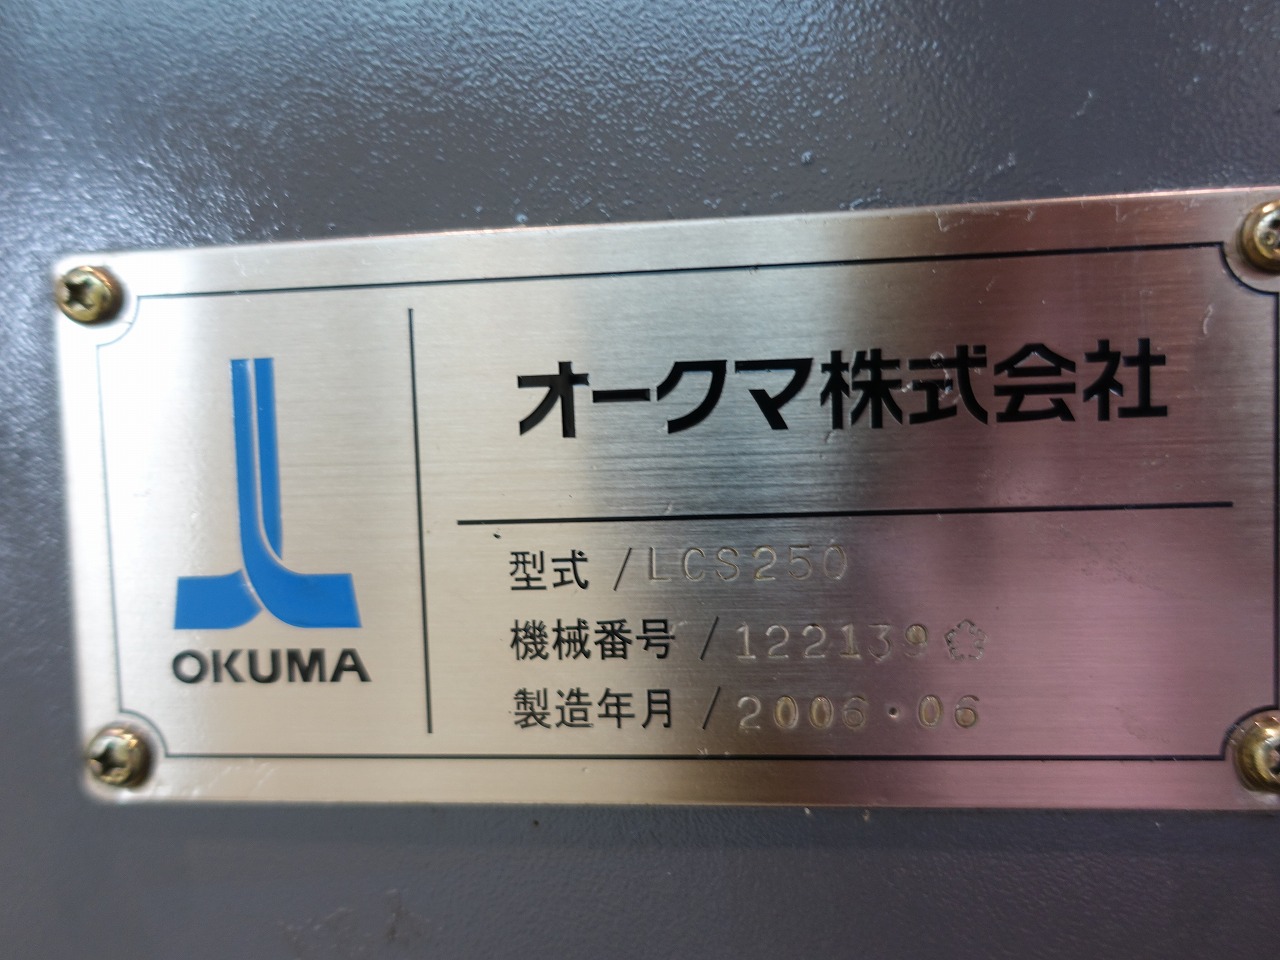 OKUMA
オークマ株式会社
型式 /LCS250
機械番号 /122139
製造年月 /2006・06